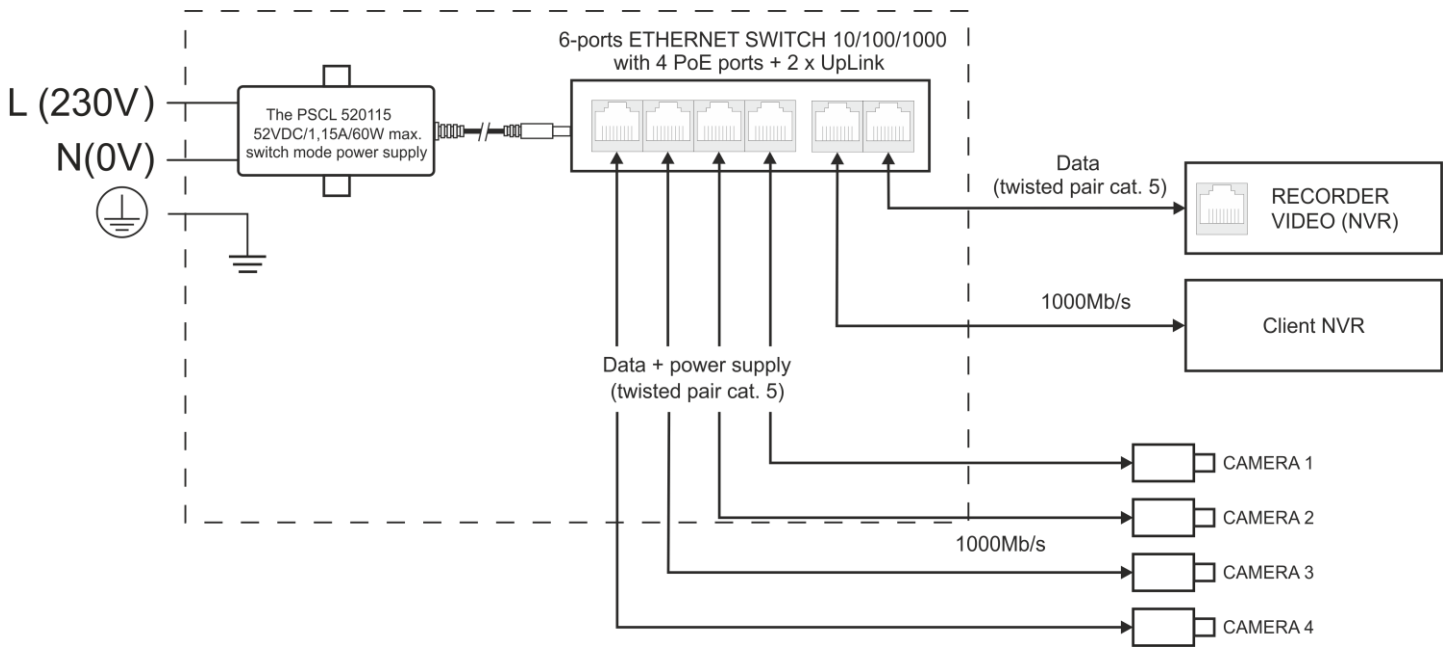 6-ports ETHERNET SWITCH 10/100/1000
with 4 PoE ports + 2 x UpLink
L (230V)
N(0V)
The PSCL 520115
52VDC/1,15A/60W max.
switch mode power supply
Data
(twisted pair cat. 5)
RECORDER
VIDEO (NVR)
1000Mb/s
Client NVR
Data + power supply
(twisted pair cat. 5)
CAMERA 1
CAMERA 2
1000Mb/s
CAMERA 3
CAMERA 4